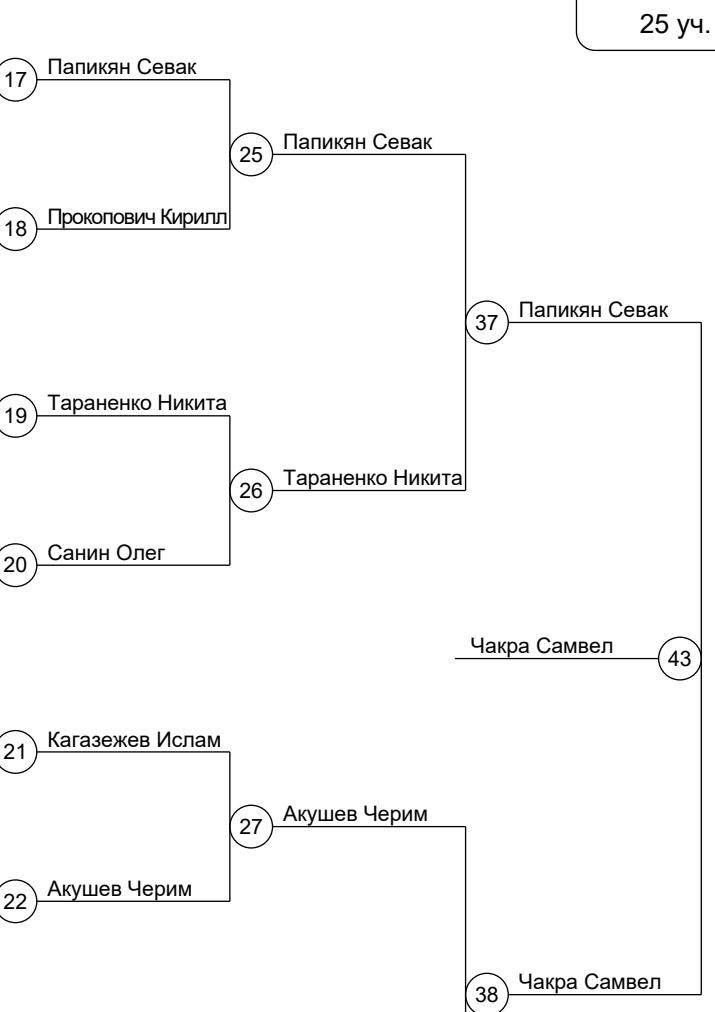 25 уч.
17 Папикян Севак
25 Папикян Севак
18 Прокопович Кирилл
37 Папикян Севак
19 Тараненко Никита
26 Тараненко Никита
20 Санин Олег
Чакра Самвел 43
21 Кагазежев Ислам
27 Акушев Черим
22 Акушев Черим
38 Чакра Самвел